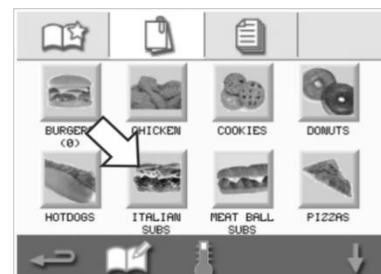 BURGERS CHICKEN COOKIES DONUTS
(0)
HOTDOGS ITALIAN MEAT BALL PIZZAS
SUBS SUBS